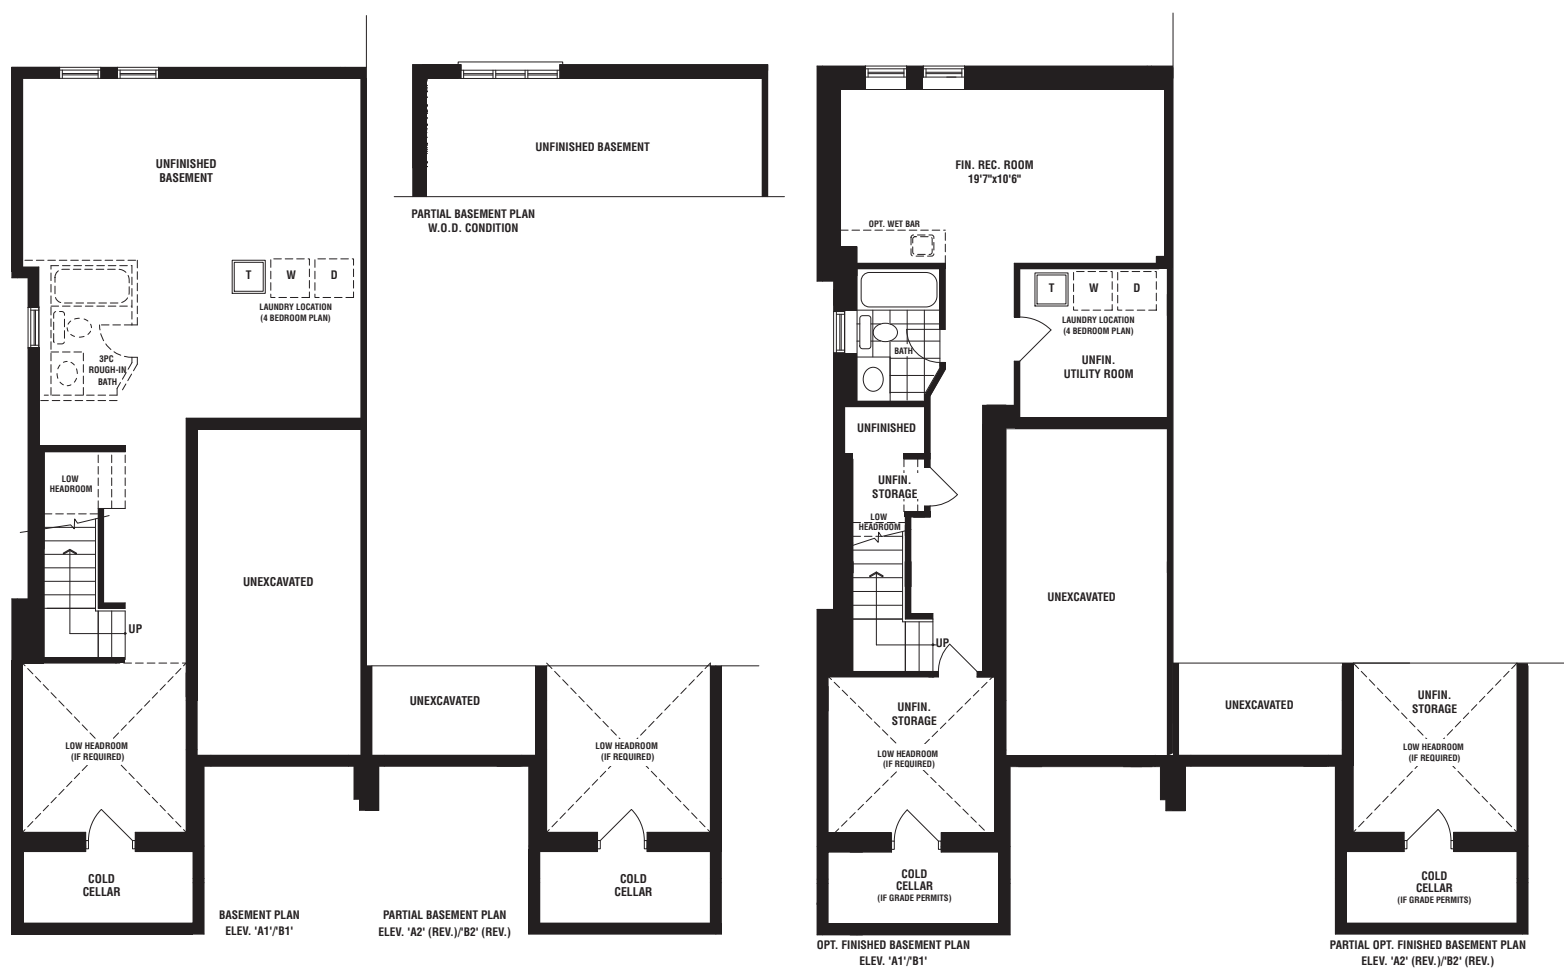 UNFINISHED
BASEMENT
T
W
D
LAUNDRY LOCATION
(4 BEDROOM PLAN)
3PC
ROUGH-IN
BATH
LOW
HEADROOM
UP
UNEXCAVATED
LOW HEADROOM
(IF REQUIRED)
COLD
CELLAR
BASEMENT PLAN
ELEV. 'A1'/'B1'
UNFINISHED BASEMENT
PARTIAL BASEMENT PLAN
W.O.D. CONDITION
UNEXCAVATED
LOW HEADROOM
(IF REQUIRED)
COLD
CELLAR
PARTIAL BASEMENT PLAN
ELEV. 'A2' (REV.)/'B2' (REV.)
FIN. REC. ROOM
19'7"x10'6"
OPT. WET BAR
T
W
D
LAUNDRY LOCATION
(4 BEDROOM PLAN)
UNFIN.
UTILITY ROOM
BATH
UNFINISHED
UNFIN.
STORAGE
LOW
HEADROOM
UP
UNEXCAVATED
UNFIN.
STORAGE
LOW HEADROOM
(IF REQUIRED)
COLD
CELLAR
(IF GRADE PERMITS)
OPT. FINISHED BASEMENT PLAN
ELEV. 'A1'/'B1'
UNEXCAVATED
UNFIN.
STORAGE
LOW HEADROOM
(IF REQUIRED)
COLD
CELLAR
(IF GRADE PERMITS)
PARTIAL OPT. FINISHED BASEMENT PLAN
ELEV. 'A2' (REV.)/'B2' (REV.)